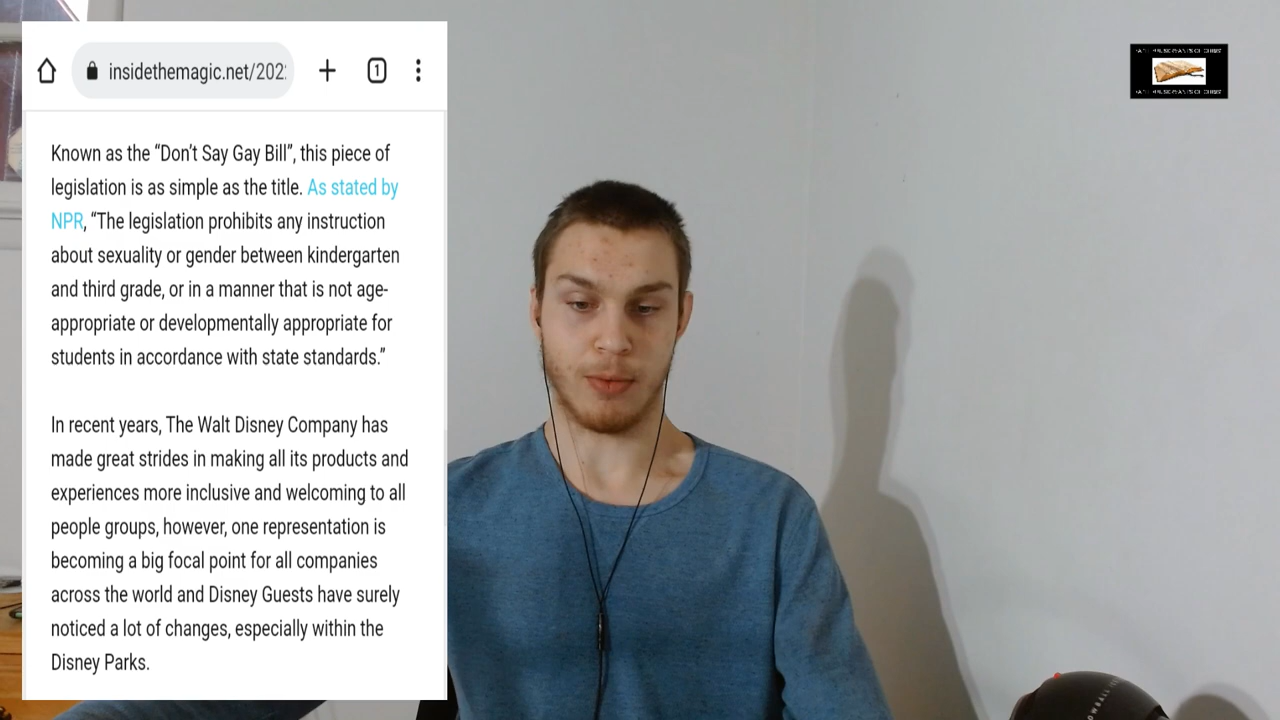 insidethemagic.net/202
1
Known as the “Don’t Say Gay Bill”, this piece of
legislation is as simple as the title. As stated by
NPR, “The legislation prohibits any instruction
about sexuality or gender between kindergarten
and third grade, or in a manner that is not age-
appropriate or developmentally appropriate for
students in accordance with state standards.”
In recent years, The Walt Disney Company has
made great strides in making all its products and
experiences more inclusive and welcoming to all
people groups, however, one representation is
becoming a big focal point for all companies
across the world and Disney Guests have surely
noticed a lot of changes, especially within the
Disney Parks.